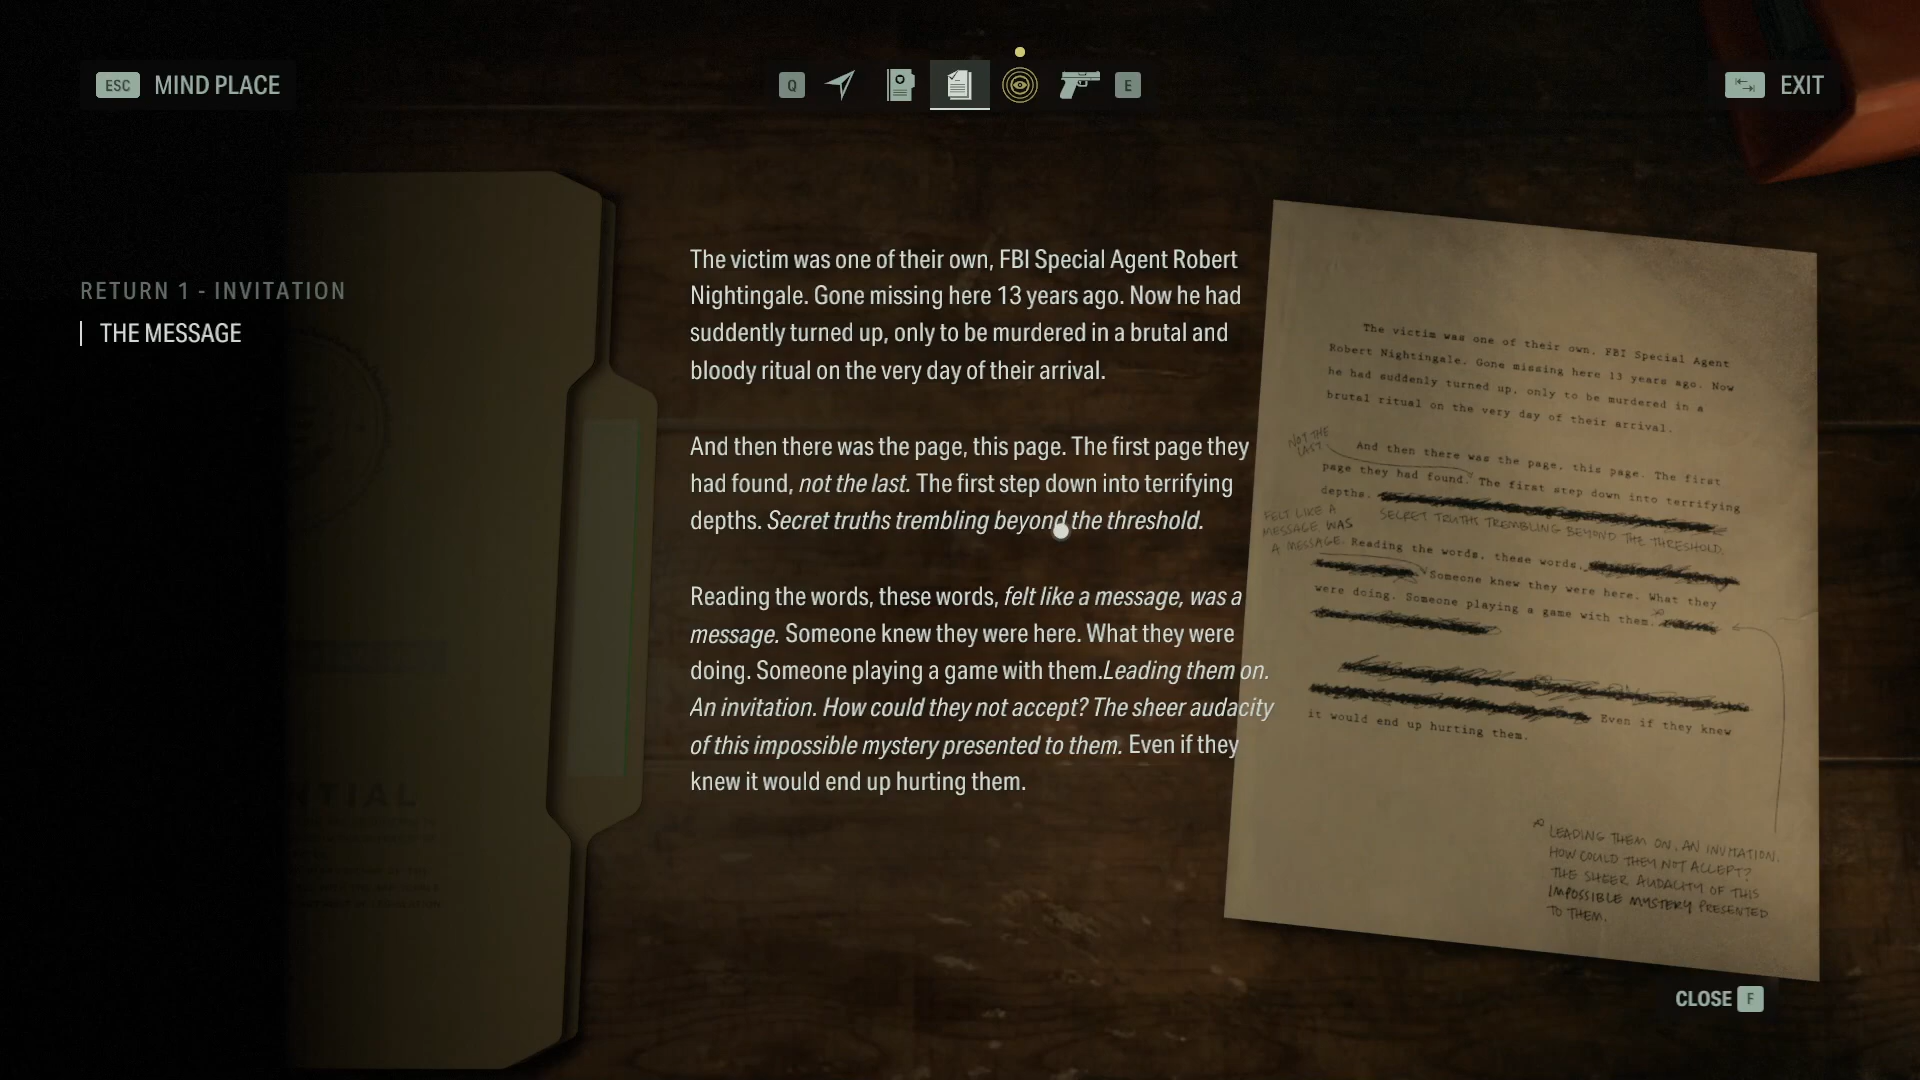 ESC MIND PLACE
Q
E
EXIT
RETURN 1 - INVITATION
THE MESSAGE
The victim was one of their own, FBI Special Agent Robert
Nightingale. Gone missing here 13 years ago. Now he had
suddently turned up, only to be murdered in a brutal and
bloody ritual on the very day of their arrival.
And then there was the page, this page. The first page they
had found, not the last. The first step down into terrifying
depths. Secret truths trembling beyond the threshold.
Reading the words, these words, felt like a message, was a
message. Someone knew they were here. What they were
doing. Someone playing a game with them.Leading them on.
An invitation. How could they not accept? The sheer audacity
of this impossible mystery presented to them. Even if they
knew it would end up hurting them.
The victim was one of their own, FBI Special Agent
Robert Nightingale. Gone missing here 13 years ago. Now
he had suddenly turned up, only to be murdered in a
brutal ritual on the very day of their arrival.
NOT THE
LAST.
And then there was the page, this page. The first
page they had found. The first step down into terrifying
depths.
SECRET TRUTHS TREMBLING BEYOND THE THRESHOLD.
FELT LIKE A
MESSAGE WAS
A MESSAGE.
Reading the words, these words.
Someone knew they were here. What they
were doing. Someone playing a game with them.
Even if they knew
it would end up hurting them.
LEADING THEM ON. AN INVITATION.
HOW COULD THEY NOT ACCEPT?
THE SHEER AUDACITY OF THIS
IMPOSSIBLE MYSTERY PRESENTED
TO THEM.
NTIAL
CLOSE F